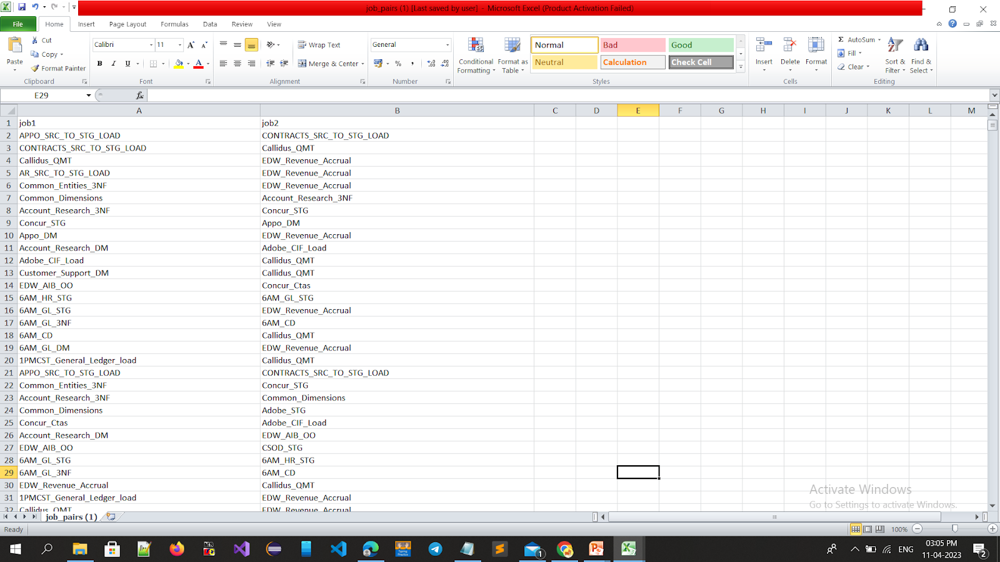 job_pairs (1) [Last saved by user] - Microsoft Excel (Product Activation Failed)
File Home Insert Page Layout Formulas Data Review View
Paste Cut
Copy
Format Painter
Clipboard
Calibri 11
B I U
Font
Wrap Text
Merge & Center
Alignment
General
% ,
Number
Conditional Formatting
Format as Table
Normal Bad Good
Neutral Calculation Check Cell
Styles
Insert Delete Format
Cells
Σ AutoSum
Fill
Clear
Sort & Filter
Find & Select
Editing
E29 fx
A B C D E F G H I J K L M
1 job1 job2
2 APPO_SRC_TO_STG_LOAD CONTRACTS_SRC_TO_STG_LOAD
3 CONTRACTS_SRC_TO_STG_LOAD Callidus_QMT
4 Callidus_QMT EDW_Revenue_Accrual
5 AR_SRC_TO_STG_LOAD EDW_Revenue_Accrual
6 Common_Entities_3NF EDW_Revenue_Accrual
7 Common_Dimensions Account_Research_3NF
8 Account_Research_3NF Concur_STG
9 Concur_STG Appo_DM
10 Appo_DM EDW_Revenue_Accrual
11 Account_Research_DM Adobe_CIF_Load
12 Adobe_CIF_Load Callidus_QMT
13 Customer_Support_DM Callidus_QMT
14 EDW_AIB_OO Concur_Ctas
15 6AM_HR_STG 6AM_GL_STG
16 6AM_GL_STG EDW_Revenue_Accrual
17 6AM_GL_3NF 6AM_CD
18 6AM_CD Callidus_QMT
19 6AM_GL_DM EDW_Revenue_Accrual
20 1PMCST_General_Ledger_load Callidus_QMT
21 APPO_SRC_TO_STG_LOAD CONTRACTS_SRC_TO_STG_LOAD
22 Common_Entities_3NF Concur_STG
23 Account_Research_3NF Common_Dimensions
24 Common_Dimensions Adobe_STG
25 Concur_Ctas Adobe_CIF_Load
26 Account_Research_DM EDW_AIB_OO
27 EDW_AIB_OO CSOD_STG
28 6AM_GL_STG 6AM_HR_STG
29 6AM_GL_3NF 6AM_CD
30 EDW_Revenue_Accrual Callidus_QMT
31 1PMCST_General_Ledger_load EDW_Revenue_Accrual
32 Callidus_QMT EDW_Revenue_Accrual
Activate Windows
Go to Settings to activate Windows.
job_pairs (1)
Ready 100%
ENG 03:05 PM
11-04-2023
1
2